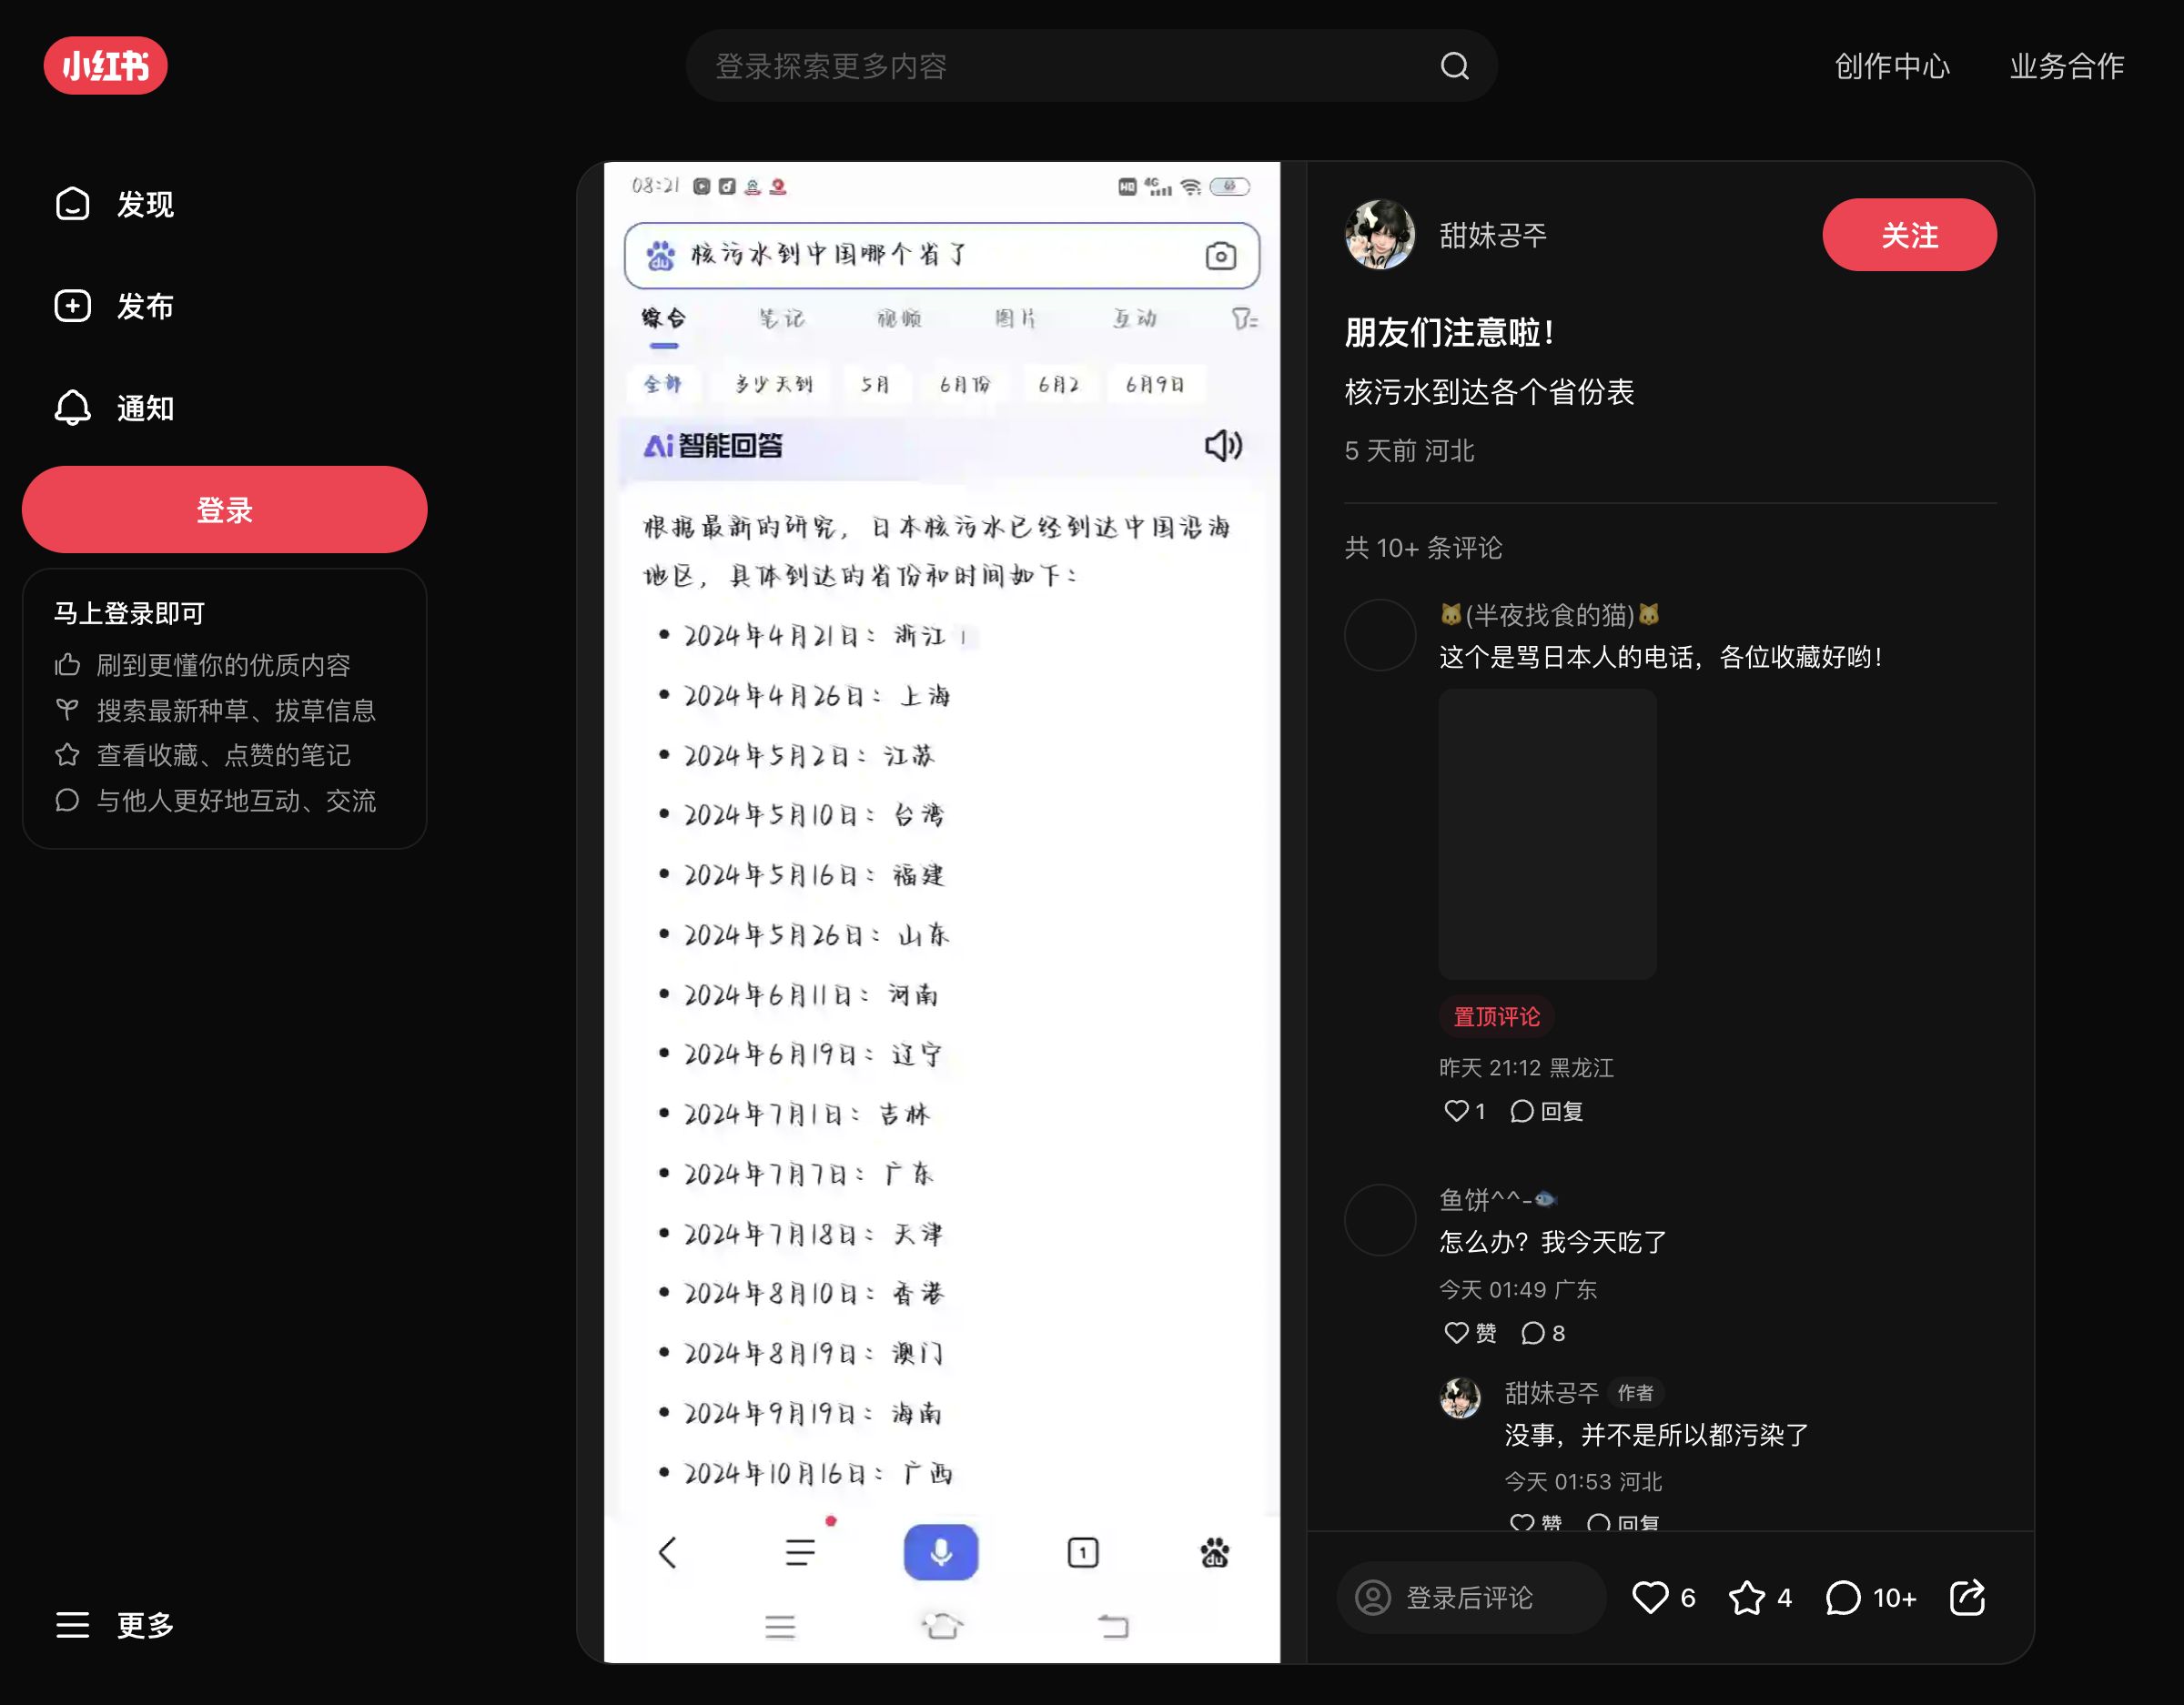 小红书
登录探索更多内容
创作中心
业务合作
发现
发布
通知
登录
马上登录即可
刷到更懂你的优质内容
搜索最新种草、拔草信息
查看收藏、点赞的笔记
与他人更好地互动、交流
更多
08:21
HD 4G 65
du 核污水到中国哪个省了
综合 笔记 视频 图片 互动
全部 多少天到 5月 6月份 6月2 6月9日
Ai智能回答
根据最新的研究，日本核污水已经到达中国沿海
地区，具体到达的省份和时间如下：
• 2024年4月21日：浙江
• 2024年4月26日：上海
• 2024年5月2日：江苏
• 2024年5月10日：台湾
• 2024年5月16日：福建
• 2024年5月26日：山东
• 2024年6月11日：河南
• 2024年6月19日：辽宁
• 2024年7月1日：吉林
• 2024年7月7日：广东
• 2024年7月18日：天津
• 2024年8月10日：香港
• 2024年8月19日：澳门
• 2024年9月19日：海南
• 2024年10月16日：广西
1
du
甜妹공주
关注
朋友们注意啦！
核污水到达各个省份表
5 天前 河北
共 10+ 条评论
🐱(半夜找食的猫)🐱
这个是骂日本人的电话，各位收藏好哟！
置顶评论
昨天 21:12 黑龙江
1 回复
鱼饼^^-🐟
怎么办？我今天吃了
今天 01:49 广东
赞 8
甜妹공주 作者
没事，并不是所以都污染了
今天 01:53 河北
赞 回复
登录后评论
6 4 10+